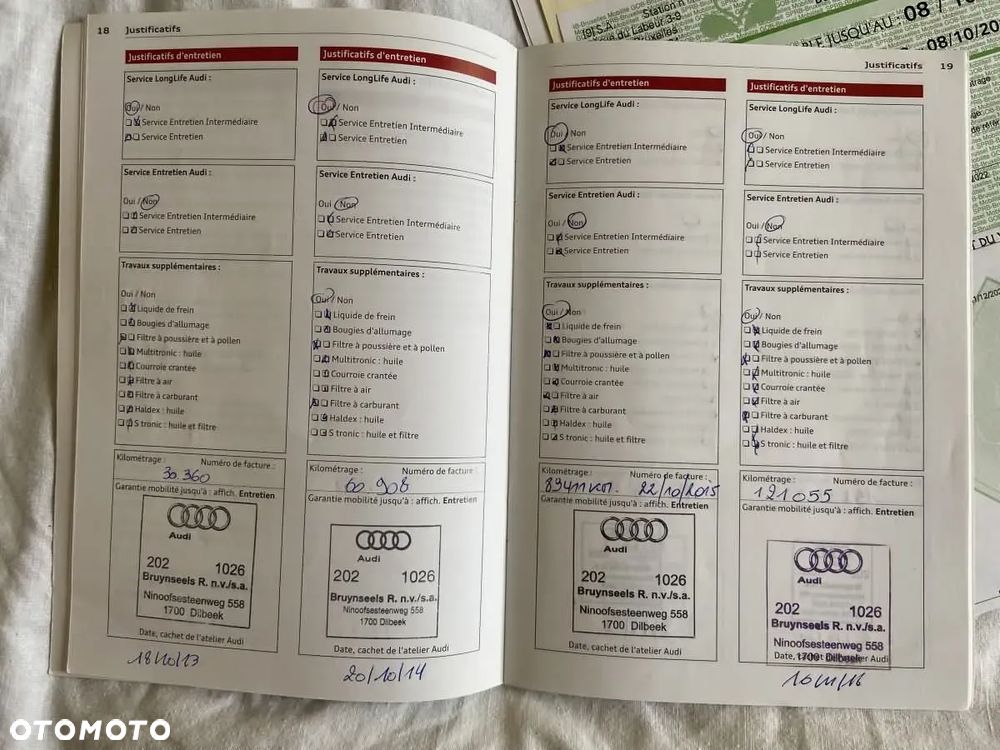 18 Justificatifs
Justificatifs d'entretien
Service LongLife Audi :
Oui / Non
Service Entretien Intermédiaire
Service Entretien
Service Entretien Audi :
Oui / Non
Service Entretien Intermédiaire
Service Entretien
Travaux supplémentaires :
Oui / Non
Liquide de frein
Bougies d'allumage
Filtre à poussière et à pollen
Multitronic : huile
Courroie crantée
Filtre à air
Filtre à carburant
Haldex : huile
S tronic : huile et filtre
Kilométrage : Numéro de facture :
30.360
Garantie mobilité jusqu'à : affich. Entretien
Audi
202 1026
Bruynseels R. n.v./s.a.
Ninoofsesteenweg 558
1700 Dilbeek
Date, cachet de l'atelier Audi
18/10/13
Justificatifs d'entretien
Service LongLife Audi :
Oui / Non
Service Entretien Intermédiaire
Service Entretien
Service Entretien Audi :
Oui / Non
Service Entretien Intermédiaire
Service Entretien
Travaux supplémentaires :
Oui / Non
Liquide de frein
Bougies d'allumage
Filtre à poussière et à pollen
Multitronic : huile
Courroie crantée
Filtre à air
Filtre à carburant
Haldex : huile
S tronic : huile et filtre
Kilométrage : Numéro de facture :
60 908
Garantie mobilité jusqu'à : affich. Entretien
Audi
202 1026
Bruynseels R. n.v./s.a.
Ninoofsesteenweg 558
1700 Dilbeek
Date, cachet de l'atelier Audi
20/10/14
Justificatifs 19
Justificatifs d'entretien
Service LongLife Audi :
Oui / Non
Service Entretien Intermédiaire
Service Entretien
Service Entretien Audi :
Oui / Non
Service Entretien Intermédiaire
Service Entretien
Travaux supplémentaires :
Oui / Non
Liquide de frein
Bougies d'allumage
Filtre à poussière et à pollen
Multitronic : huile
Courroie crantée
Filtre à air
Filtre à carburant
Haldex : huile
S tronic : huile et filtre
Kilométrage : Numéro de facture :
89411km. 22/10/2015
Garantie mobilité jusqu'à : affich. Entretien
Audi
202 1026
Bruynseels R. n.v./s.a.
Ninoofsesteenweg 558
1700 Dilbeek
Date, cachet de l'atelier Audi
Justificatifs d'entretien
Service LongLife Audi :
Oui / Non
Service Entretien Intermédiaire
Service Entretien
Service Entretien Audi :
Oui / Non
Service Entretien Intermédiaire
Service Entretien
Travaux supplémentaires :
Oui / Non
Liquide de frein
Bougies d'allumage
Filtre à poussière et à pollen
Multitronic : huile
Courroie crantée
Filtre à air
Filtre à carburant
Haldex : huile
S tronic : huile et filtre
Kilométrage : Numéro de facture :
121055
Garantie mobilité jusqu'à : affich. Entretien
Audi
202 1026
Bruynseels R. n.v./s.a.
Ninoofsesteenweg 558
1700 Dilbeek
Date, cachet de l'atelier Audi
10/11/16
Station
du Labeur 3-9
JUSQU'AU : 08 /
08/10/20
OTOMOTO